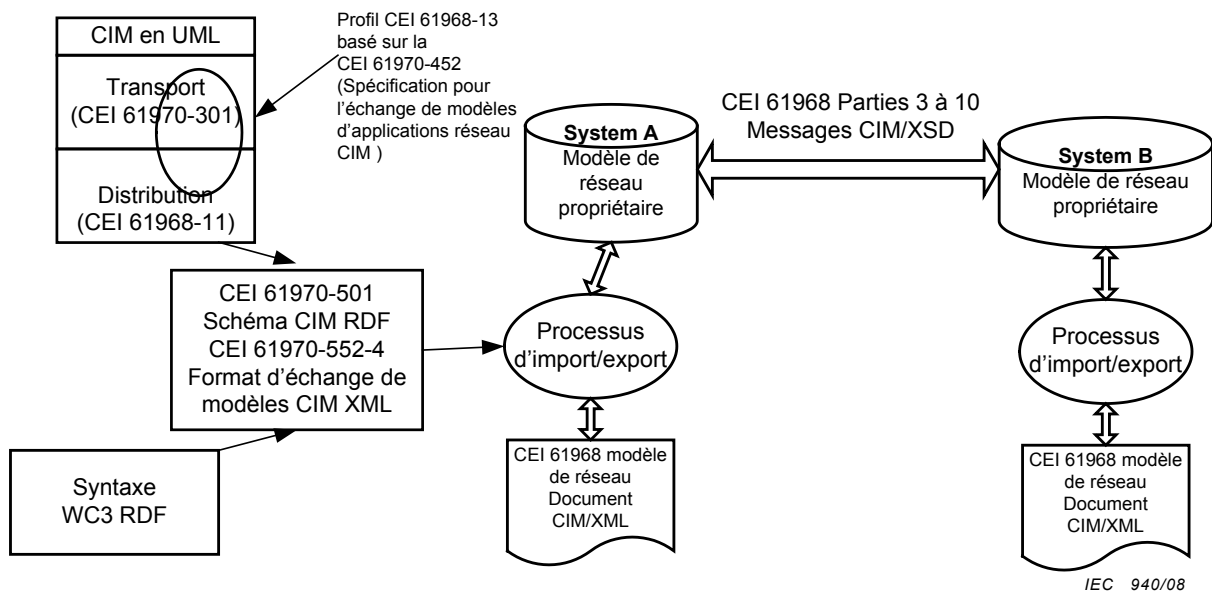 CIM en UML
Transport
(CEI 61970-301)
Distribution
(CEI 61968-11)
Profil CEI 61968-13
basé sur la
CEI 61970-452
(Spécification pour
l'échange de modèles
d'applications réseau
CIM )
CEI 61970-501
Schéma CIM RDF
CEI 61970-552-4
Format d'échange de
modèles CIM XML
Syntaxe
WC3 RDF
System A
Modèle de
réseau
propriétaire
CEI 61968 Parties 3 à 10
Messages CIM/XSD
System B
Modèle de réseau
propriétaire
Processus
d'import/export
Processus
d'import/export
CEI 61968 modèle
de réseau
Document
CIM/XML
CEI 61968 modèle
de réseau
Document
CIM/XML
IEC 940/08